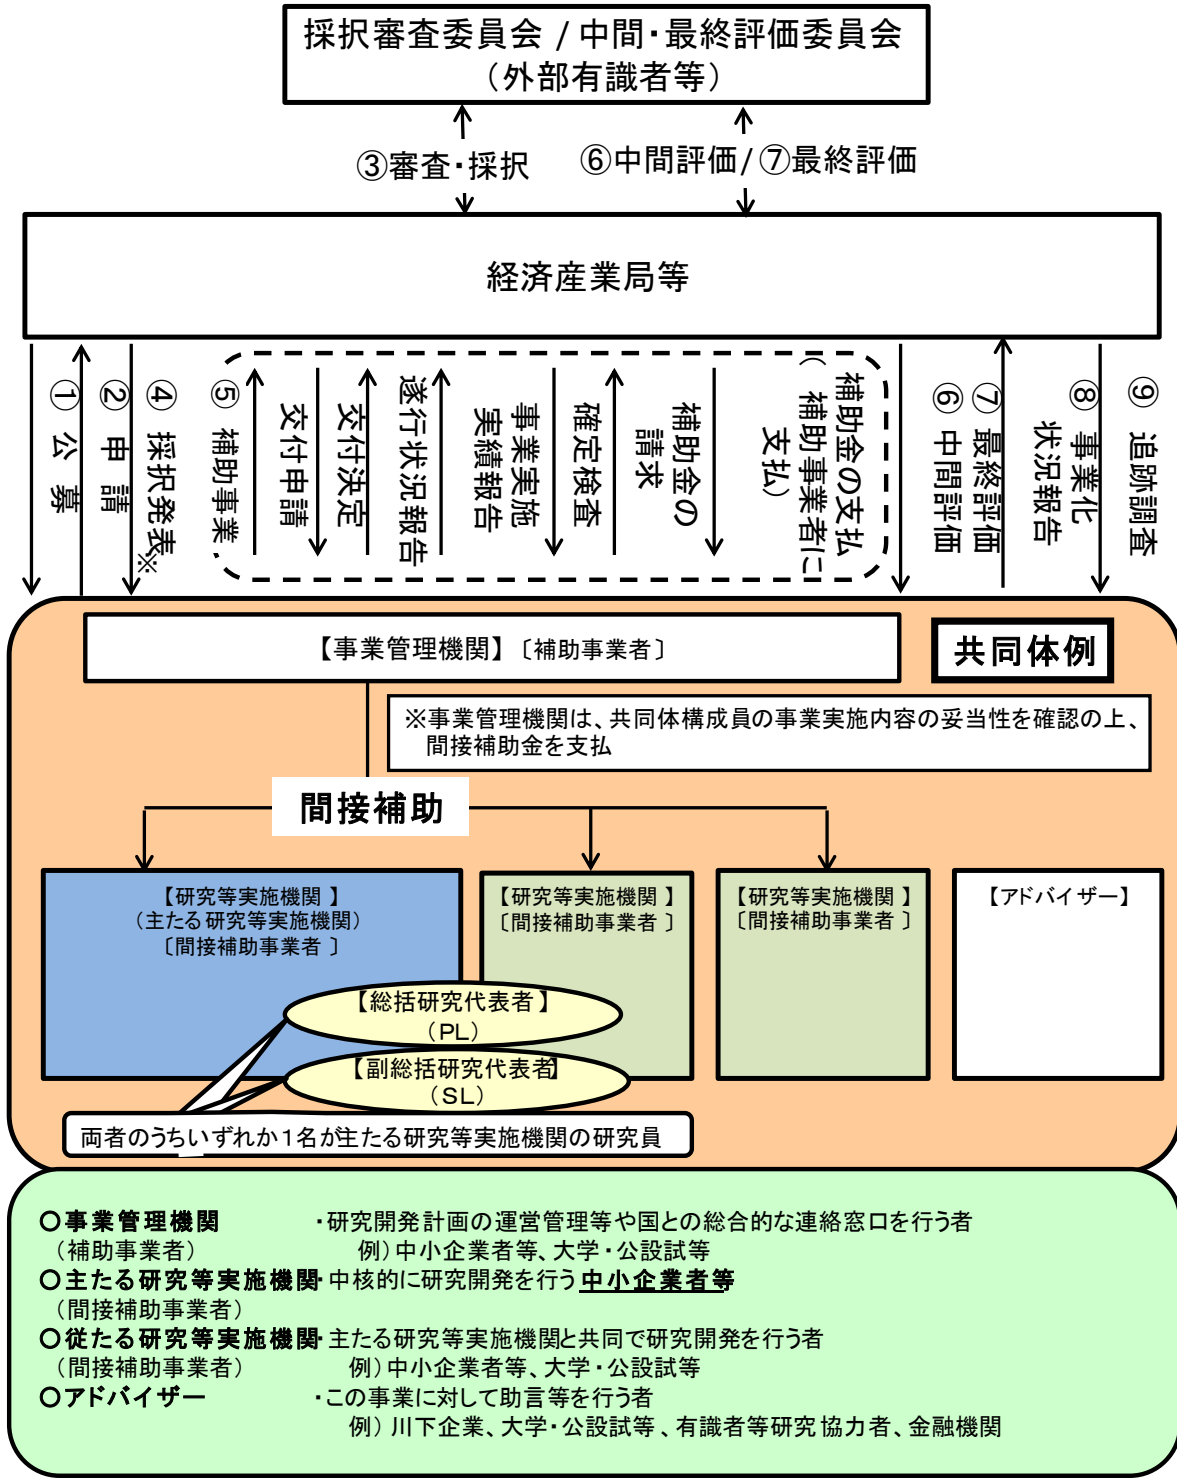 採択審査委員会 / 中間・最終評価委員会
（外部有識者等）
③審査・採択
⑥中間評価/ ⑦最終評価
経済産業局等
① 公募
② 申請
④ 採択発表※
⑤ 補助事業
交付申請
交付決定
遂行状況報告
事業実施
実績報告
確定検査
補助金の
請求
補助金の支払
（補助事業者に
支払）
⑥ 中間評価
⑦ 最終評価
⑧ 事業化
状況報告
⑨ 追跡調査
【事業管理機関】〔補助事業者〕
共同体例
※事業管理機関は、共同体構成員の事業実施内容の妥当性を確認の上、
間接補助金を支払
間接補助
【研究等実施機関 】
（主たる研究等実施機関）
〔間接補助事業者 〕
【研究等実施機関 】
〔間接補助事業者 〕
【研究等実施機関 】
〔間接補助事業者 〕
【アドバイザー】
【総括研究代表者】
（PL）
【副総括研究代表者】
（SL）
両者のうちいずれか１名が主たる研究等実施機関の研究員
○事業管理機関 ・研究開発計画の運営管理等や国との総合的な連絡窓口を行う者
（補助事業者） 例）中小企業者等、大学・公設試等
○主たる研究等実施機関・中核的に研究開発を行う中小企業者等
（間接補助事業者）
○従たる研究等実施機関・主たる研究等実施機関と共同で研究開発を行う者
（間接補助事業者） 例）中小企業者等、大学・公設試等
○アドバイザー ・この事業に対して助言等を行う者
例）川下企業、大学・公設試等、有識者等研究協力者、金融機関